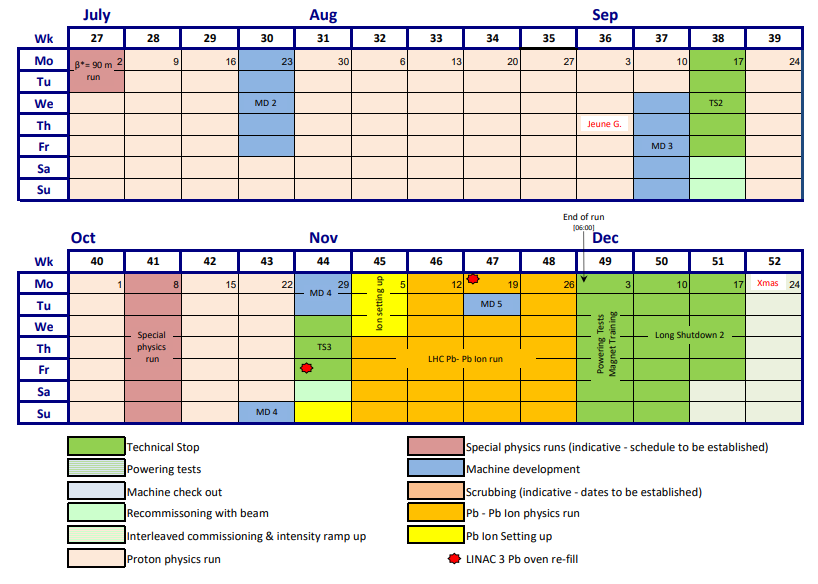 July Aug Sep
Wk 27 28 29 30 31 32 33 34 35 36 37 38 39
Mo β*= 90 m 2 9 16 23 30 6 13 20 27 3 10 17 24
Tu run
We MD 2 TS2
Th Jeune G.
Fr MD 3
Sa
Su
End of run
[06:00]
Oct Nov Dec
Wk 40 41 42 43 44 45 46 47 48 49 50 51 52
Mo 1 8 15 22 29 5 12 19 26 3 10 17 Xmas 24
MD 4
Tu MD 5
Ion setting up
We
Special
physics
run
Th TS3
LHC Pb- Pb Ion run
Powering Tests
Magnet Training
Long Shutdown 2
Fr
Sa
Su MD 4
Technical Stop
Powering tests
Machine check out
Recommissoning with beam
Interleaved commissioning & intensity ramp up
Proton physics run
Special physics runs (indicative - schedule to be established)
Machine development
Scrubbing (indicative - dates to be established)
Pb - Pb Ion physics run
Pb Ion Setting up
LINAC 3 Pb oven re-fill